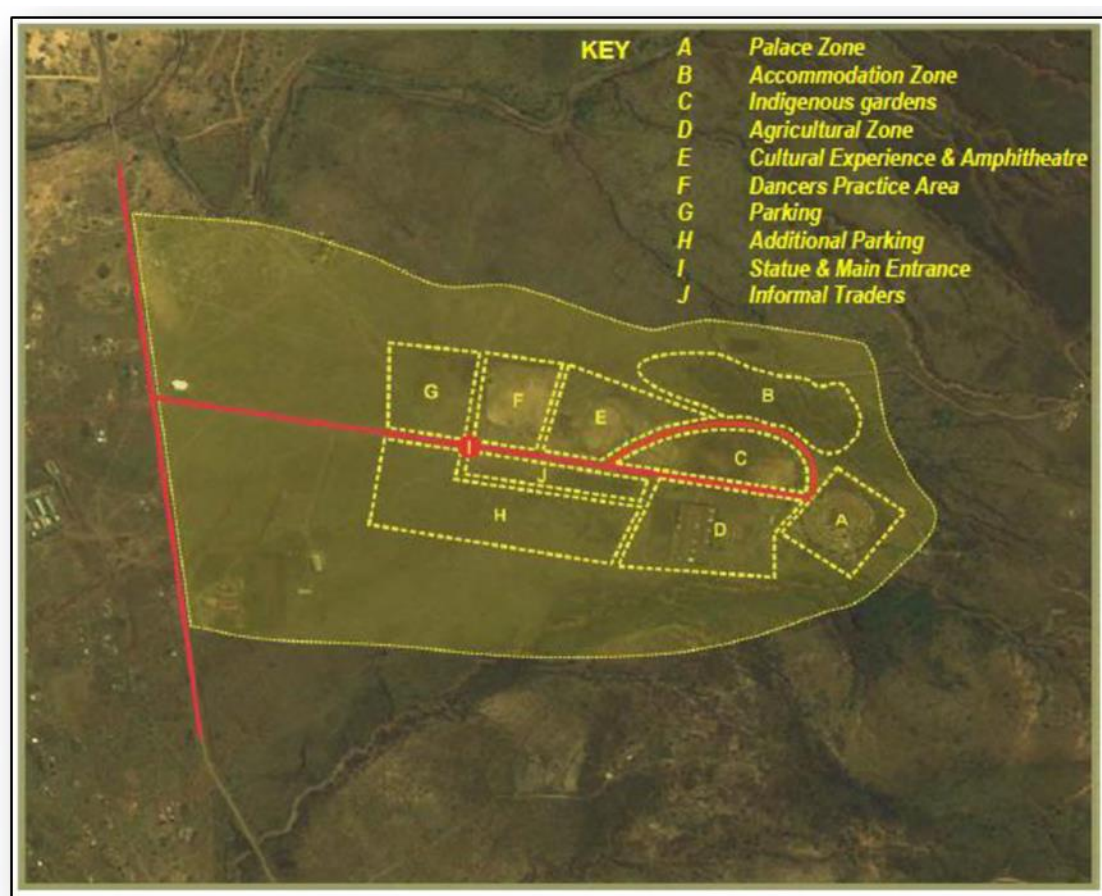 KEY A Palace Zone
B Accommodation Zone
C Indigenous gardens
D Agricultural Zone
E Cultural Experience & Amphitheatre
F Dancers Practice Area
G Parking
H Additional Parking
I Statue & Main Entrance
J Informal Traders
B
G
F
E
I
C
J
H
D
A